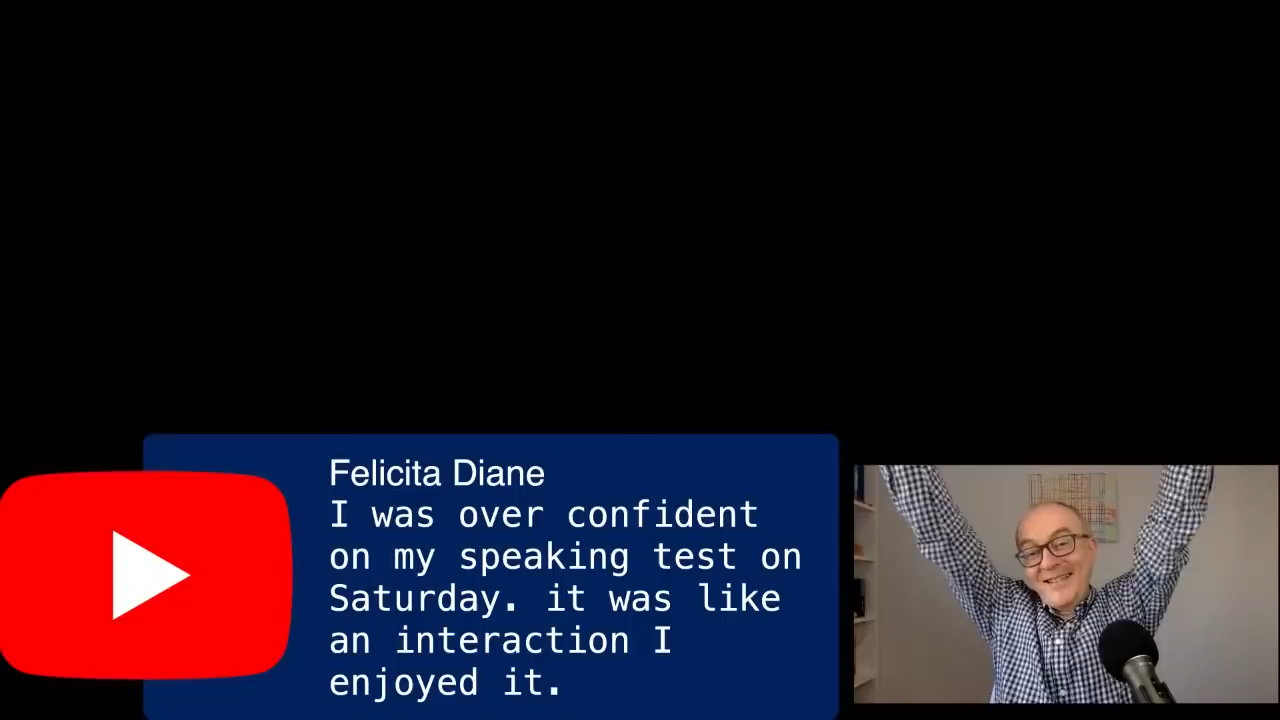 Felicita Diane
I was over confident
on my speaking test on
Saturday. it was like
an interaction I
enjoyed it.